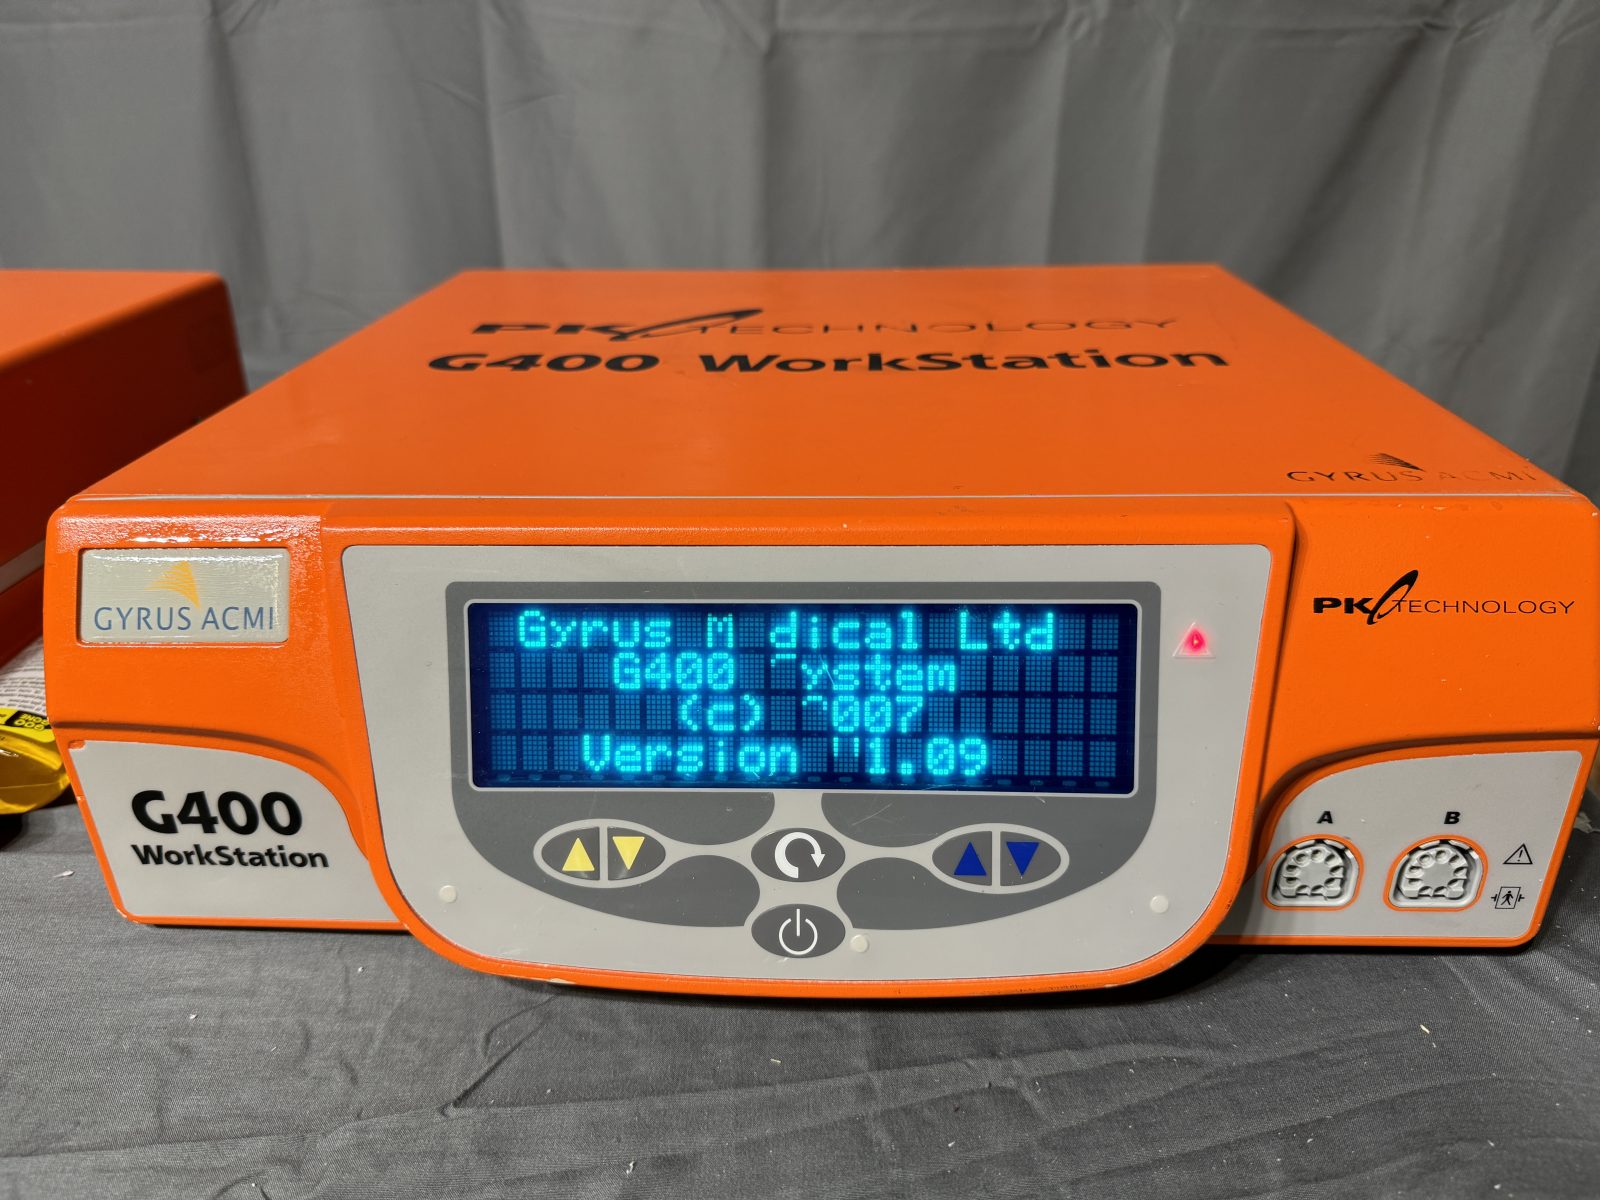 PK TECHNOLOGY
G400 WorkStation
GYRUS ACMI
GYRUS ACMI
PK TECHNOLOGY
Gyrus M dical Ltd
G400 ystem
(c) 007
Version 1.09
G400
WorkStation
A B